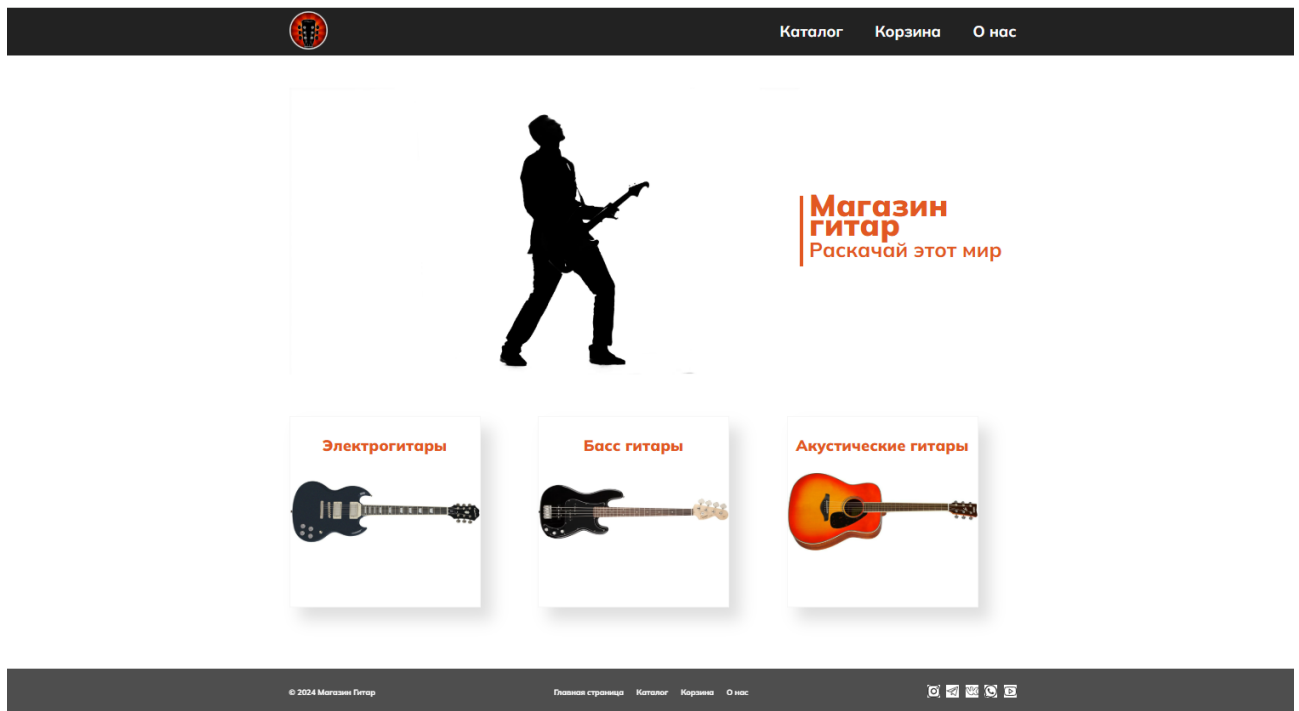 Каталог Корзина О нас
Магазин
гитар
Раскачай этот мир
Электрогитары Басс гитары Акустические гитары
© 2024 Магазин Гитар Главная страница Каталог Корзина О нас